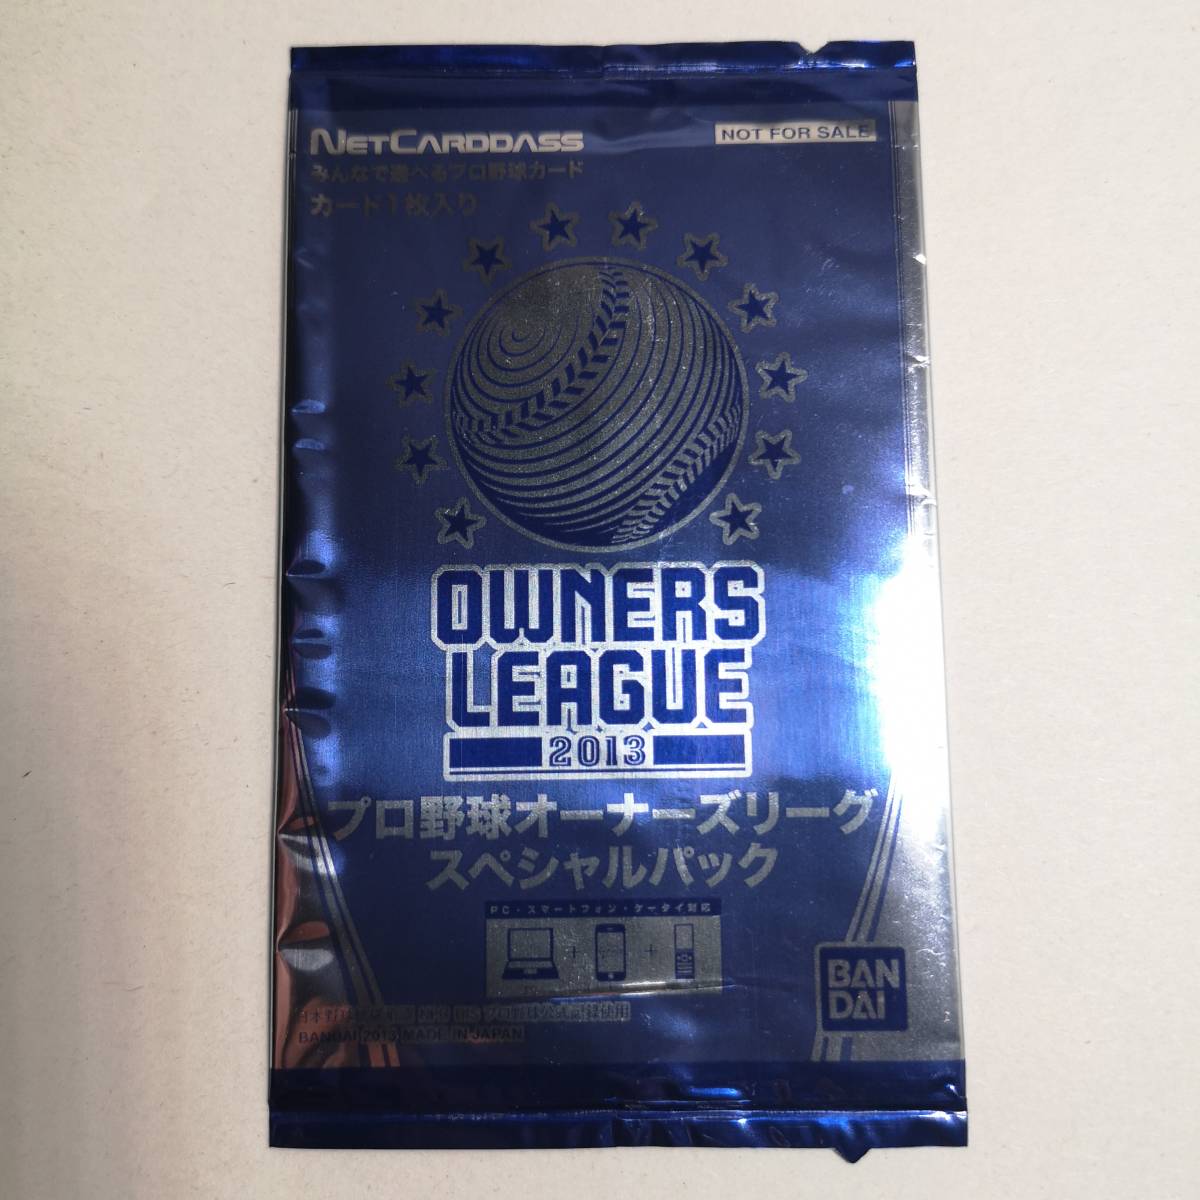 NETCARDDASS
NOT FOR SALE
みんなで遊べるプロ野球カード
カード1枚入り
OWNERS
LEAGUE
2013
プロ野球オーナーズリーグ
スペシャルパック
PC・スマートフォン・ケータイ対応
BAN
DAI
BANDAI 2013 MADE IN JAPAN